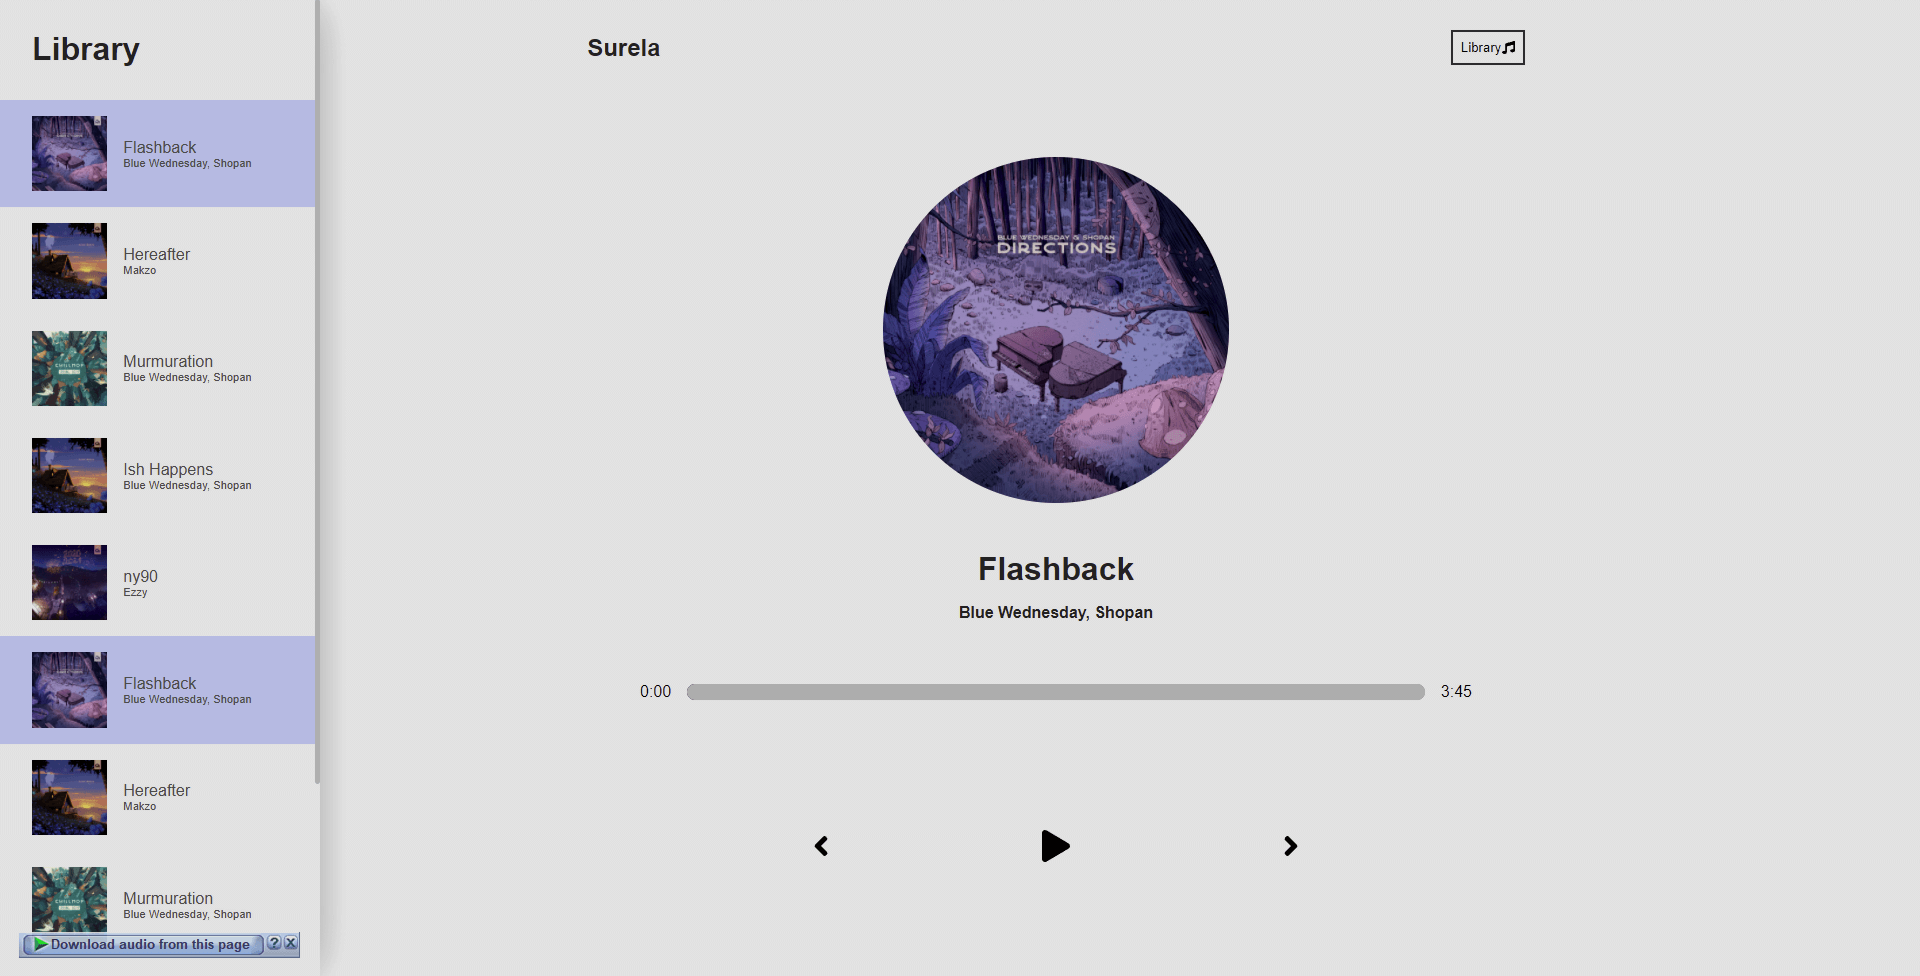 Library
Flashback
Blue Wednesday, Shopan
Hereafter
Makzo
Murmuration
Blue Wednesday, Shopan
Ish Happens
Blue Wednesday, Shopan
ny90
Ezzy
Flashback
Blue Wednesday, Shopan
Hereafter
Makzo
Murmuration
Blue Wednesday, Shopan
Download audio from this page ? X
Surela
Library
BLUE WEDNESDAY & SHOPAN
DIRECTIONS
Flashback
Blue Wednesday, Shopan
0:00
3:45